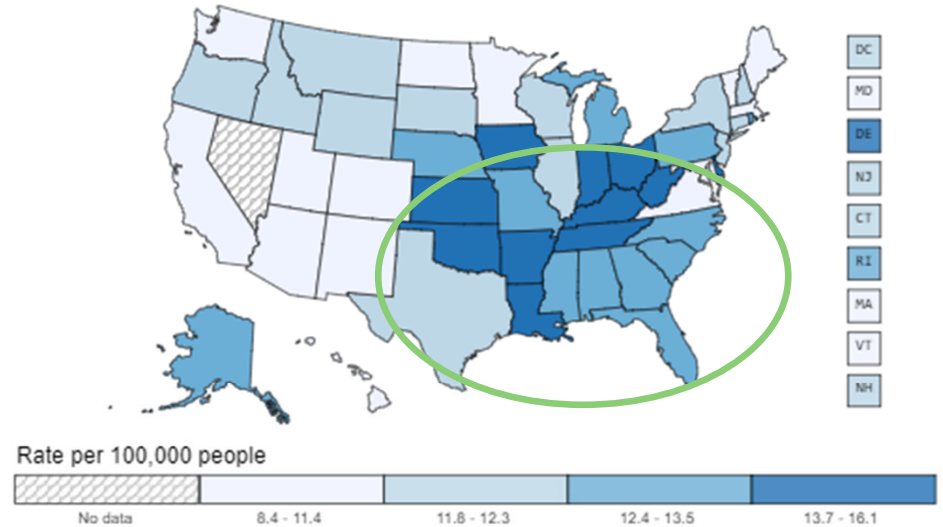 DC
MD
DE
NJ
CT
RI
MA
VT
NH
Rate per 100,000 people
No data
8.4 - 11.4
11.8 - 12.3
12.4 - 13.5
13.7 - 16.1